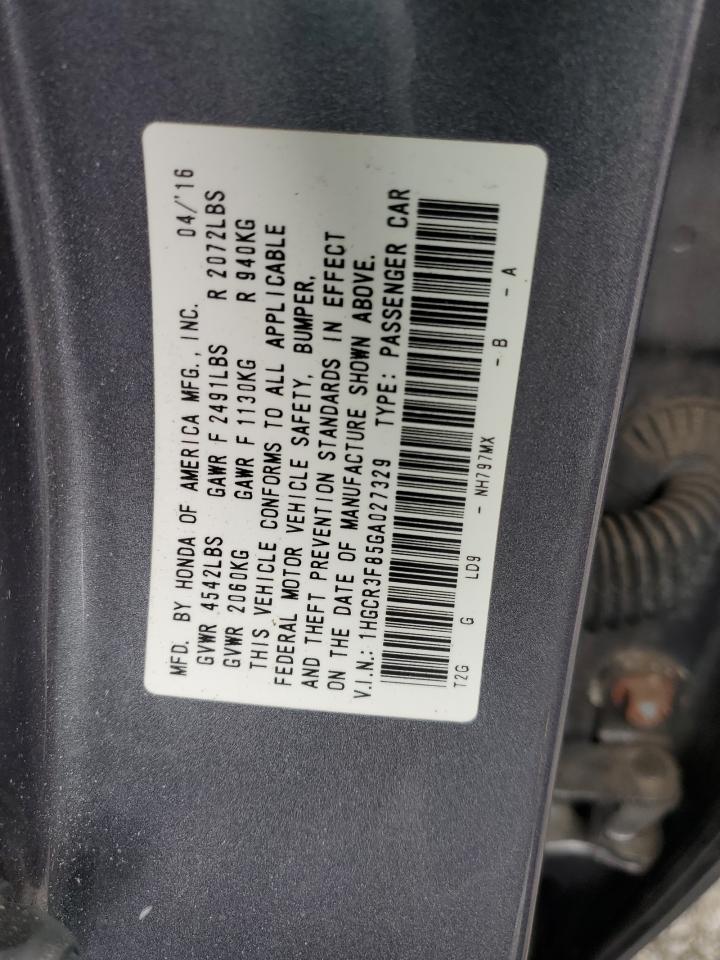 MFD. BY HONDA OF AMERICA MFG., INC. 04/'16
GVWR 4542LBS GAWR F 2491LBS R 2072LBS
GVWR 2060KG GAWR F 1130KG R 940KG
THIS VEHICLE CONFORMS TO ALL APPLICABLE
FEDERAL MOTOR VEHICLE SAFETY, BUMPER,
AND THEFT PREVENTION STANDARDS IN EFFECT
ON THE DATE OF MANUFACTURE SHOWN ABOVE.
V.I.N.: 1HGCR3F85GA027329 TYPE: PASSENGER CAR
T2G G LD9 - NH797MX - B - A